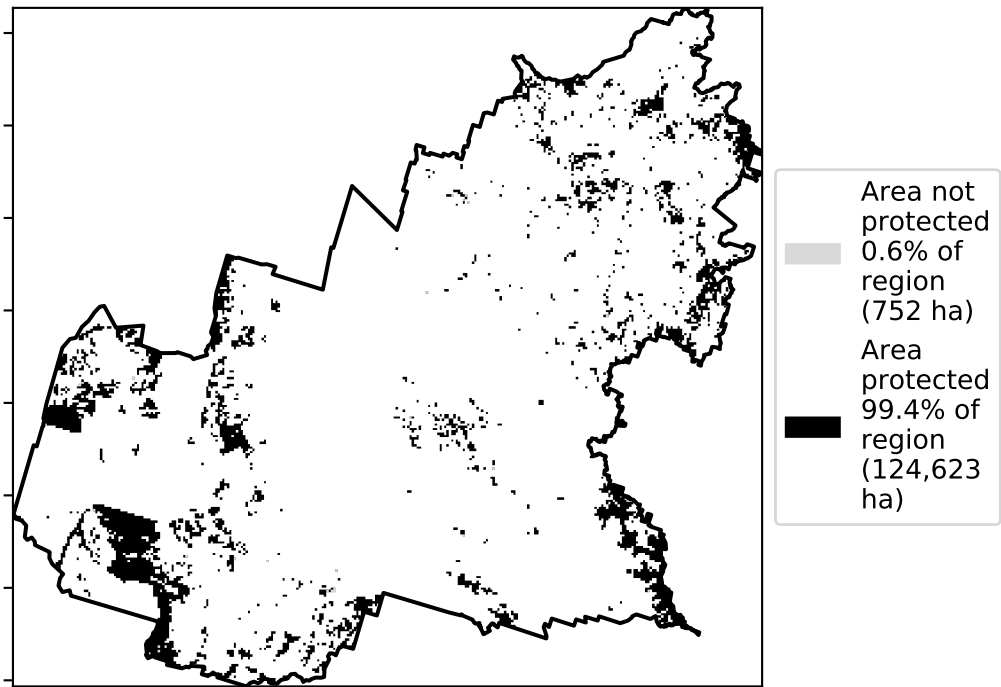 Area not
protected
0.6% of
region
(752 ha)
Area
protected
99.4% of
region
(124,623
ha)